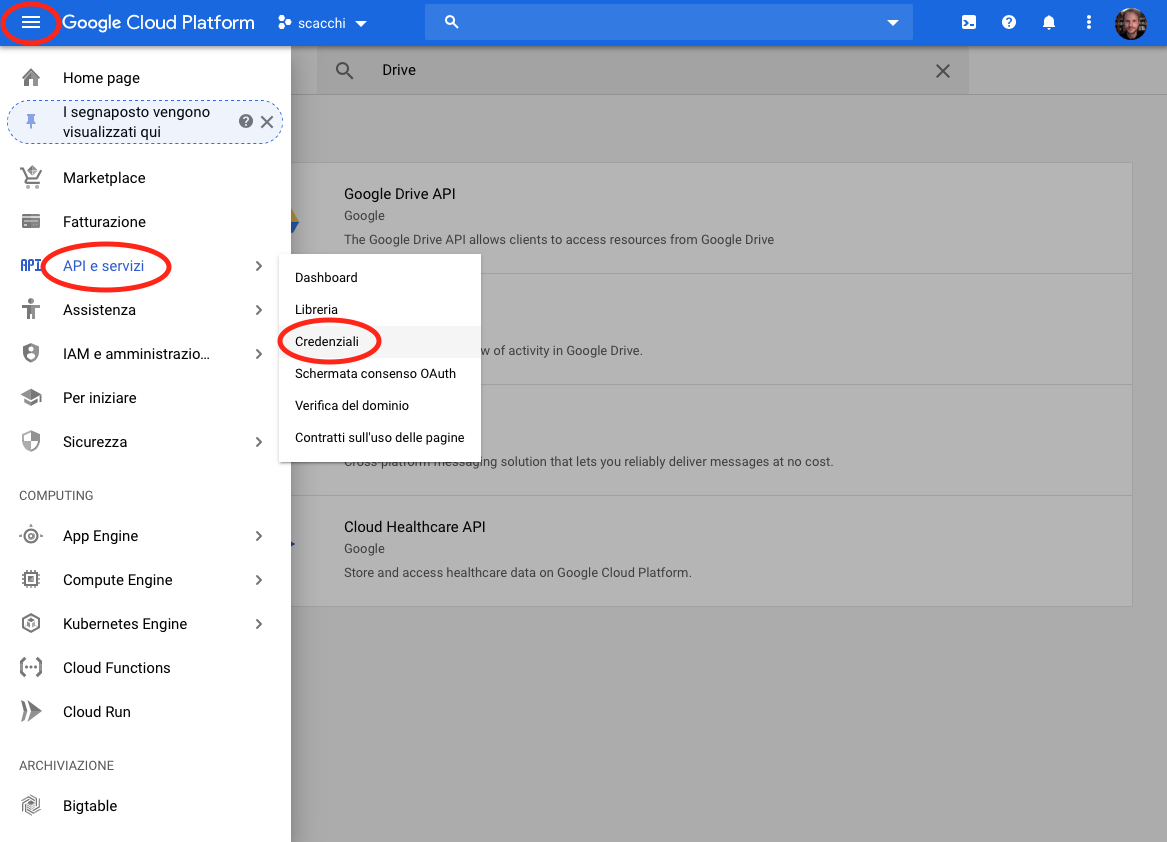 Google Cloud Platform
scacchi
Drive
Home page
I segnaposto vengono
visualizzati qui
Marketplace
Fatturazione
API
API e servizi
Assistenza
IAM e amministrazio...
Per iniziare
Sicurezza
COMPUTING
App Engine
Compute Engine
Kubernetes Engine
Cloud Functions
Cloud Run
ARCHIVIAZIONE
Bigtable
Dashboard
Libreria
Credenziali
Schermata consenso OAuth
Verifica del dominio
Contratti sull'uso delle pagine
Google Drive API
Google
The Google Drive API allows clients to access resources from Google Drive
w of activity in Google Drive.
Cross-platform messaging solution that lets you reliably deliver messages at no cost.
Cloud Healthcare API
Google
Store and access healthcare data on Google Cloud Platform.